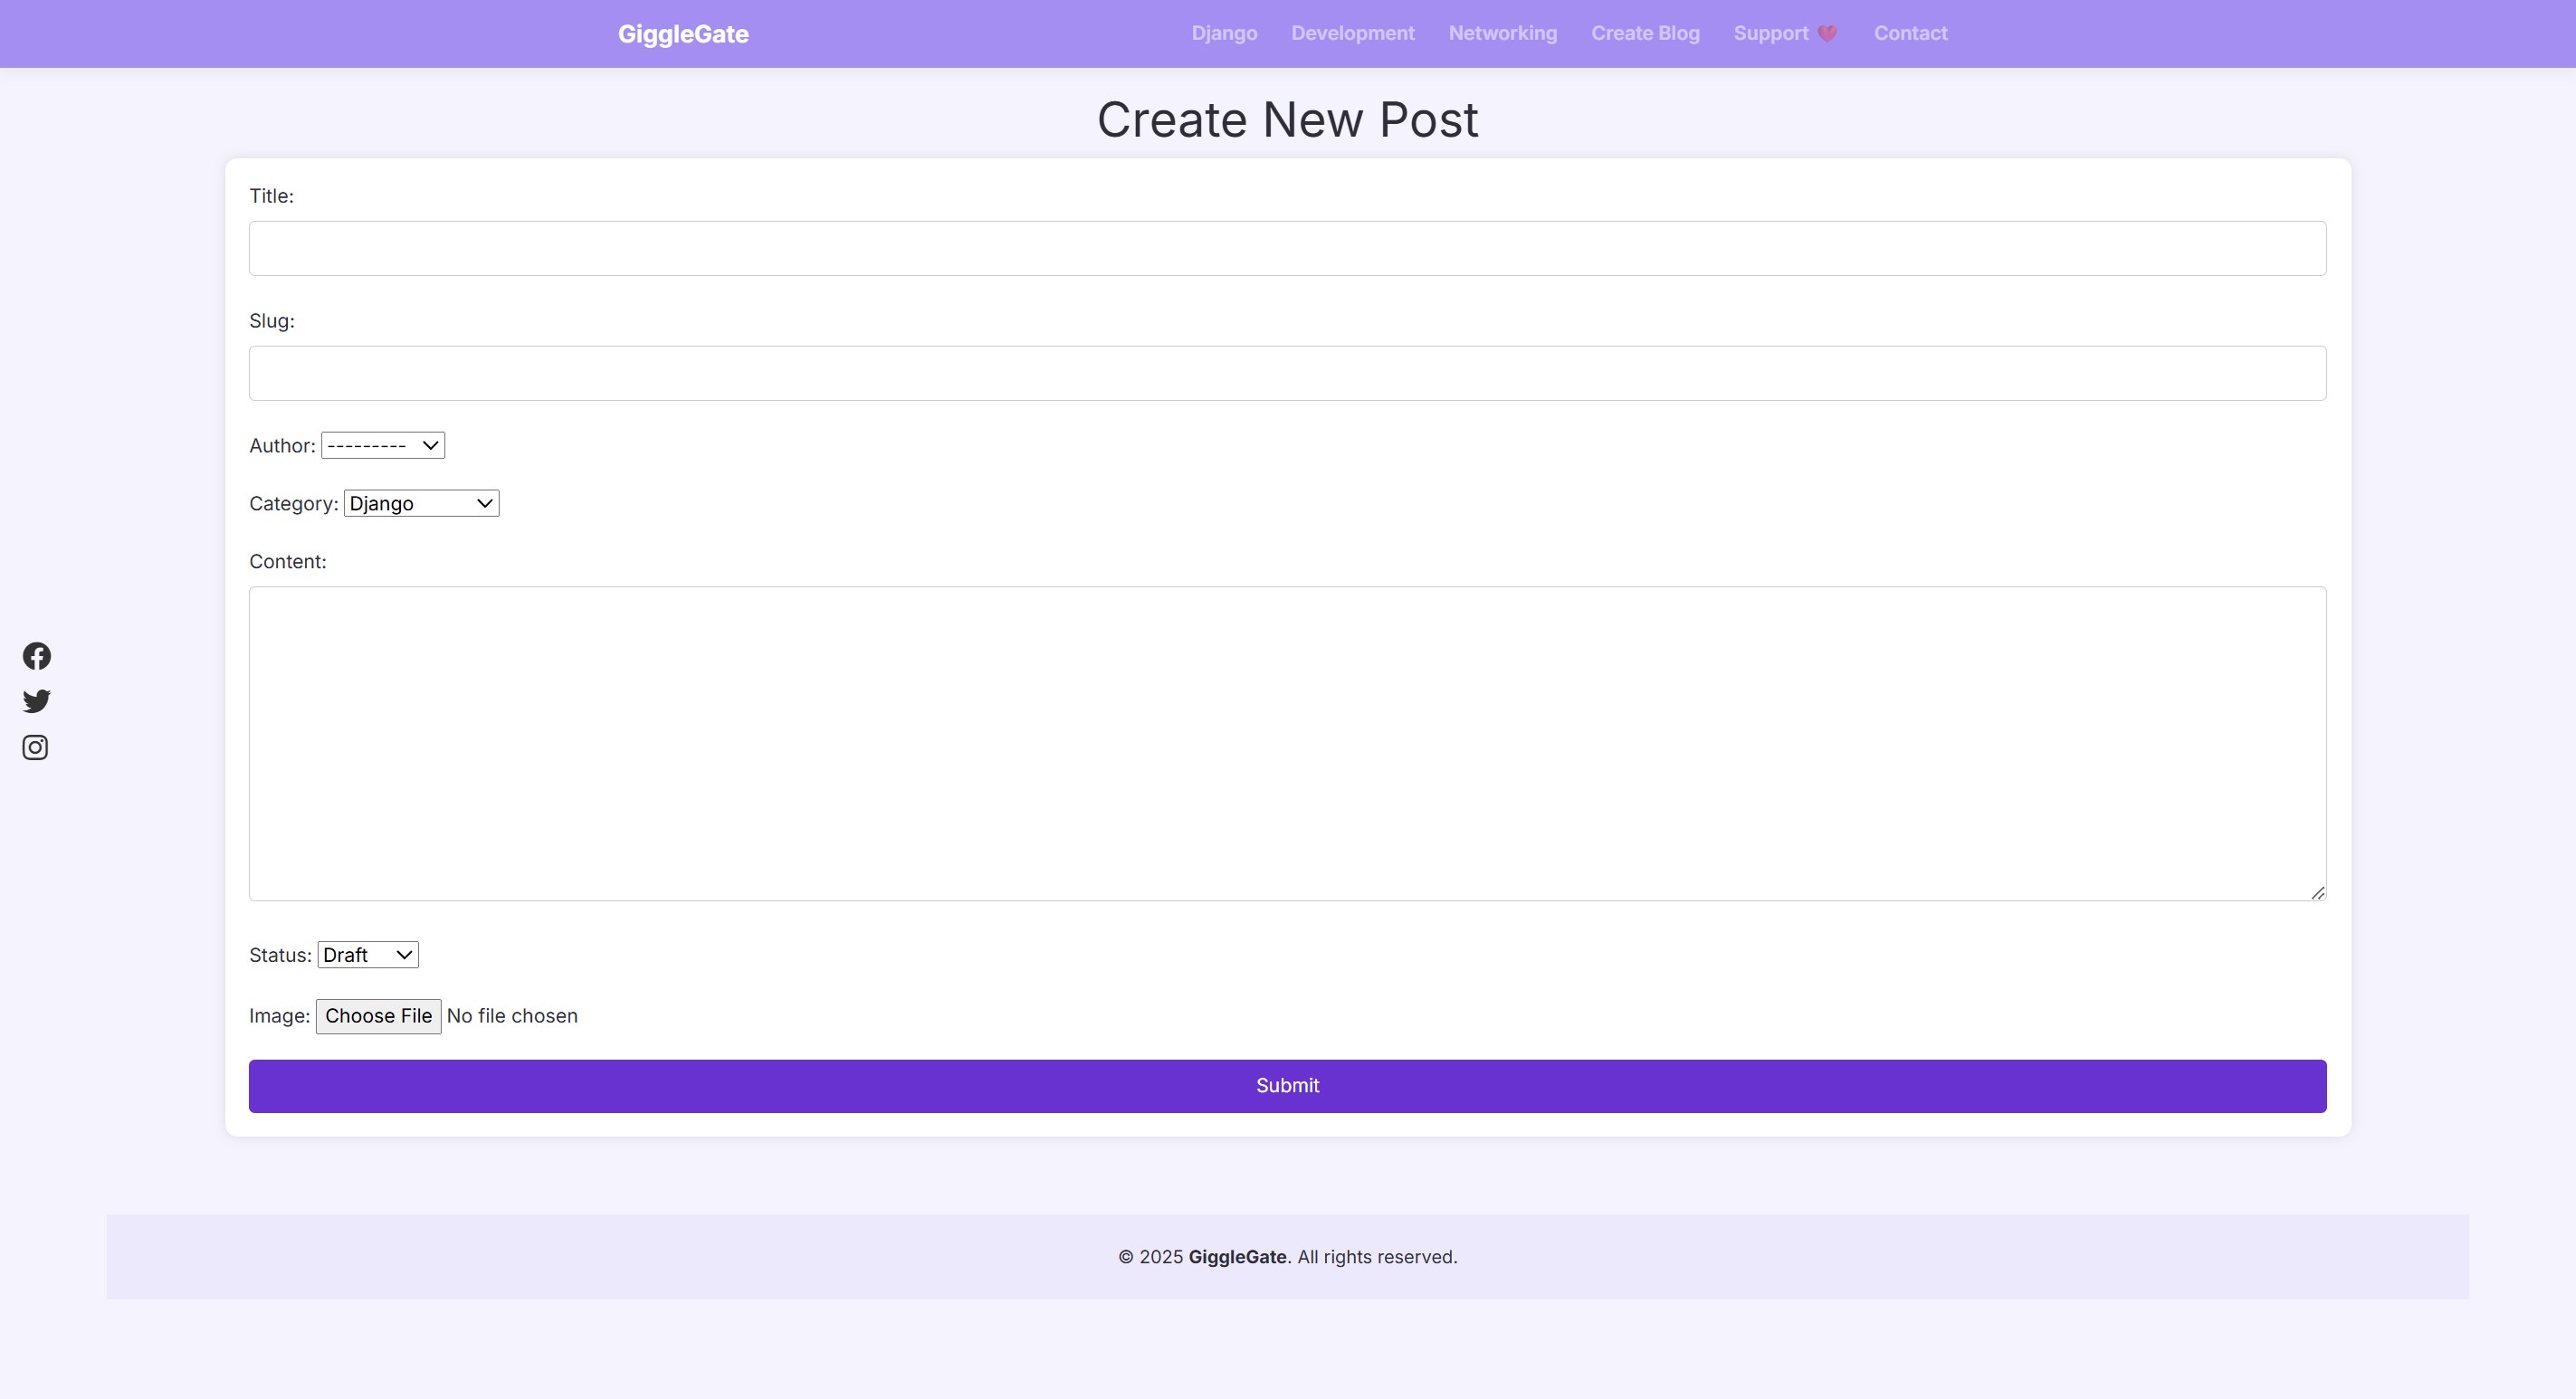 GiggleGate Django Development Networking Create Blog Support ❤️ Contact
Create New Post
Title:
Slug:
Author: ---------
Category: Django
Content:
Status: Draft
Image: Choose File No file chosen
Submit
© 2025 GiggleGate. All rights reserved.